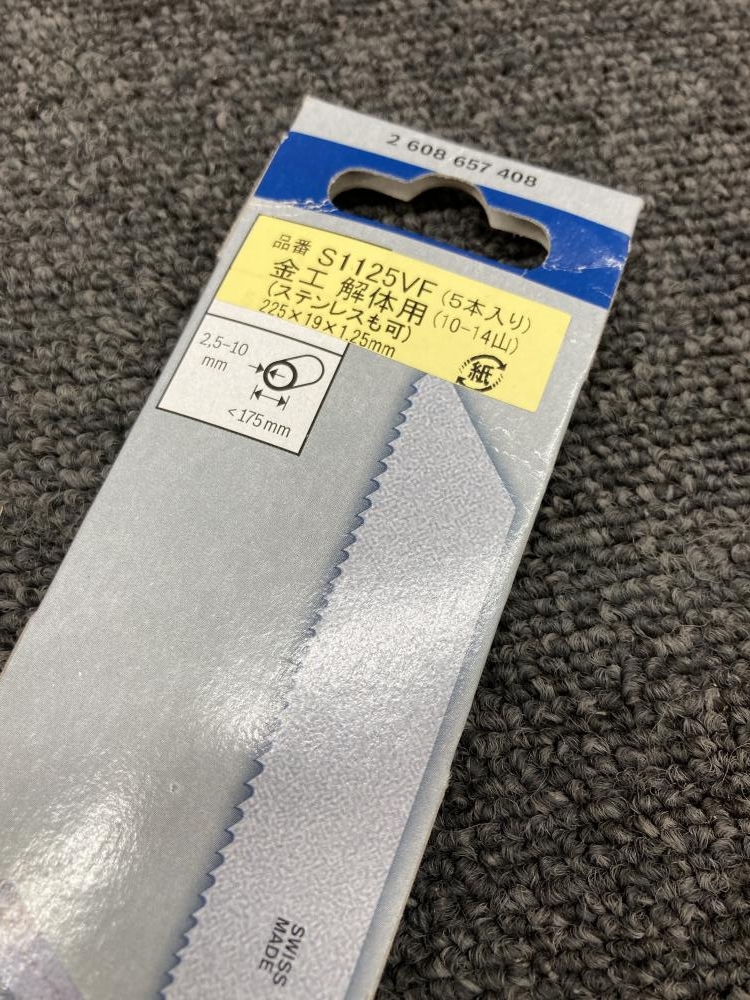 2 608 657 408
品番 S1125VF (5本入り)
金工 解体用 (10-14山)
(ステンレスも可)
225×19×1.25mm
紙
2,5-10
mm
<175mm
SWISS
MADE